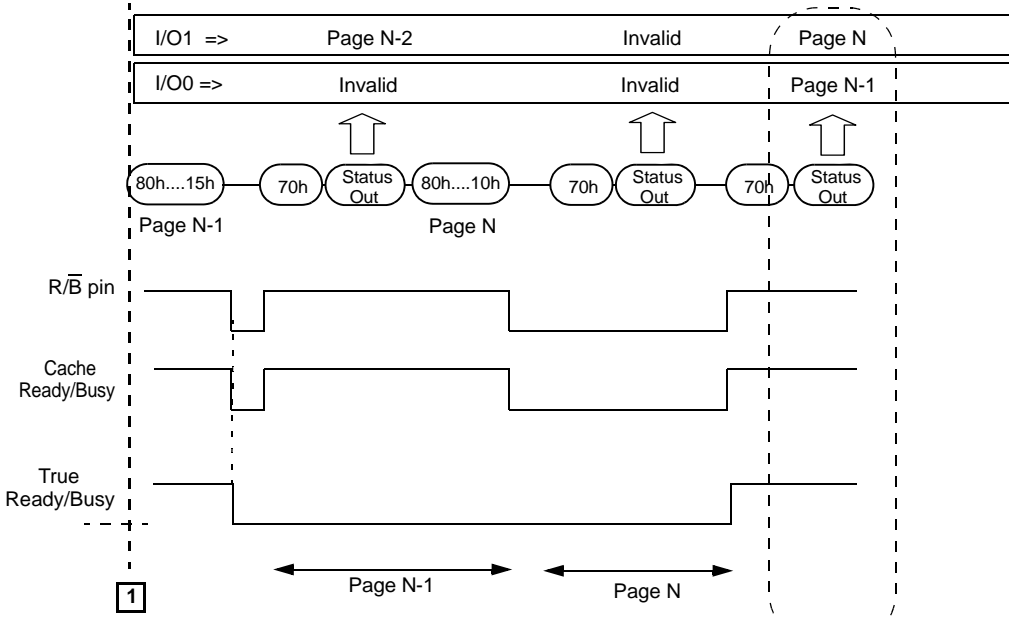 I/O1 => Page N-2 Invalid Page N
I/O0 => Invalid Invalid Page N-1
80h....15h 70h Status Out 80h....10h 70h Status Out 70h Status Out
Page N-1 Page N
R/B̅ pin
Cache
Ready/Busy
True
Ready/Busy
Page N-1 Page N
1